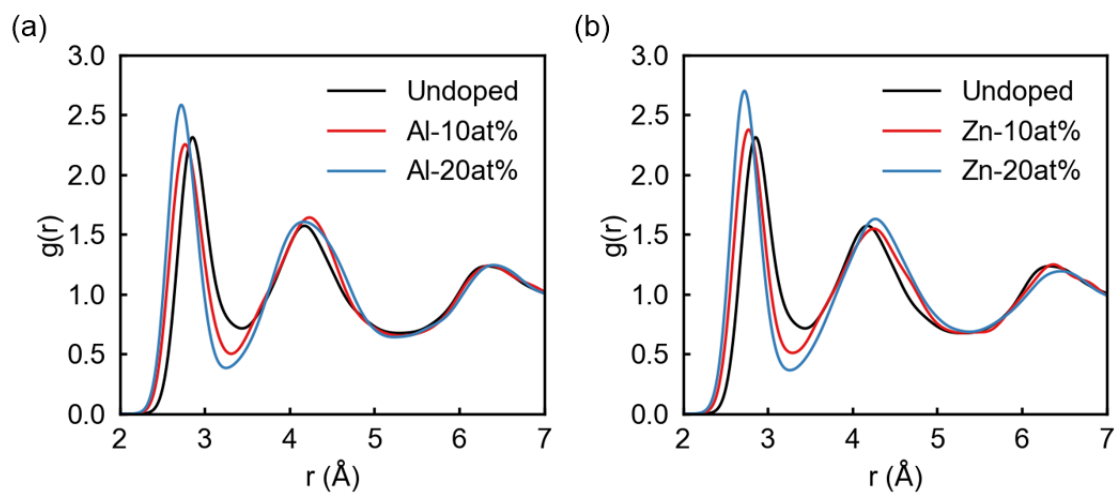 (a)
3.0
2.5
2.0
1.5
1.0
0.5
0.0
g(r)
Undoped
Al-10at%
Al-20at%
2 3 4 5 6 7
r (Å)
(b)
3.0
2.5
2.0
1.5
1.0
0.5
0.0
g(r)
Undoped
Zn-10at%
Zn-20at%
2 3 4 5 6 7
r (Å)